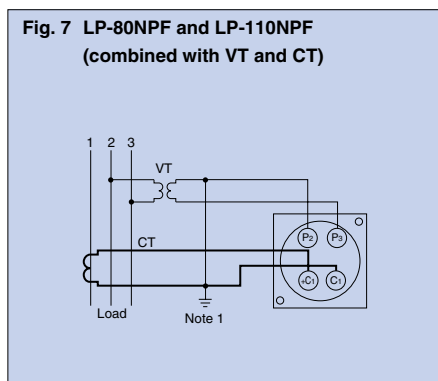 Fig. 7 LP-80NPF and LP-110NPF
(combined with VT and CT)
1 2 3
VT
P2 P3
CT
+C1 C1
Load
Note 1